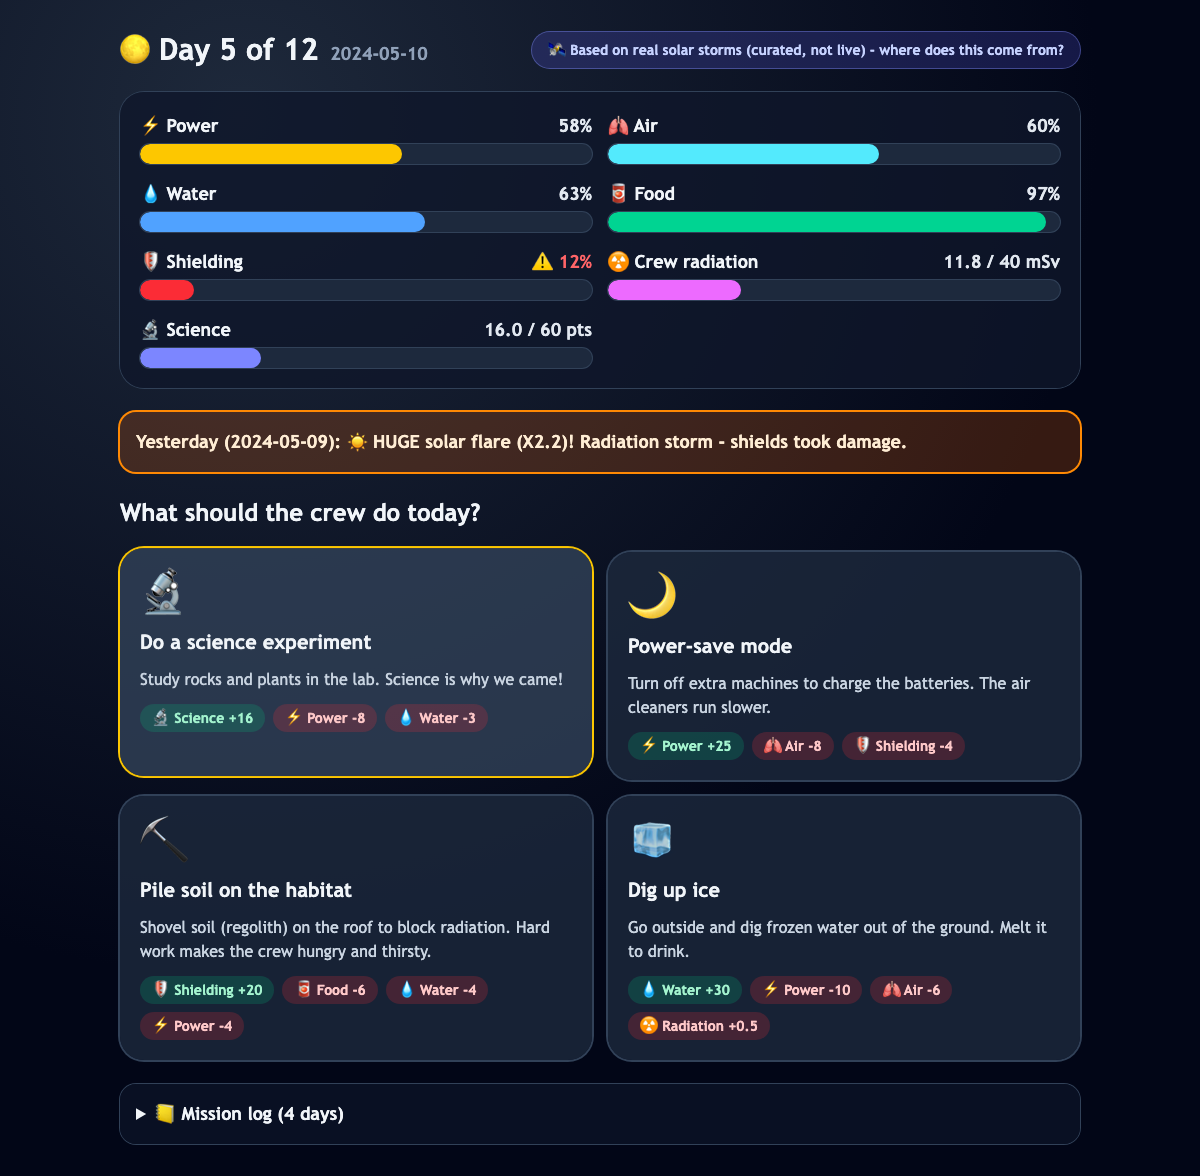 Day 5 of 12 2024-05-10
Based on real solar storms (curated, not live) - where does this come from?
Power 58%
Air 60%
Water 63%
Food 97%
Shielding 12%
Crew radiation 11.8 / 40 mSv
Science 16.0 / 60 pts
Yesterday (2024-05-09): HUGE solar flare (X2.2)! Radiation storm - shields took damage.
What should the crew do today?
Do a science experiment
Study rocks and plants in the lab. Science is why we came!
Science +16 Power -8 Water -3
Power-save mode
Turn off extra machines to charge the batteries. The air
cleaners run slower.
Power +25 Air -8 Shielding -4
Pile soil on the habitat
Shovel soil (regolith) on the roof to block radiation. Hard
work makes the crew hungry and thirsty.
Shielding +20 Food -6 Water -4
Power -4
Dig up ice
Go outside and dig frozen water out of the ground. Melt it
to drink.
Water +30 Power -10 Air -6
Radiation +0.5
Mission log (4 days)